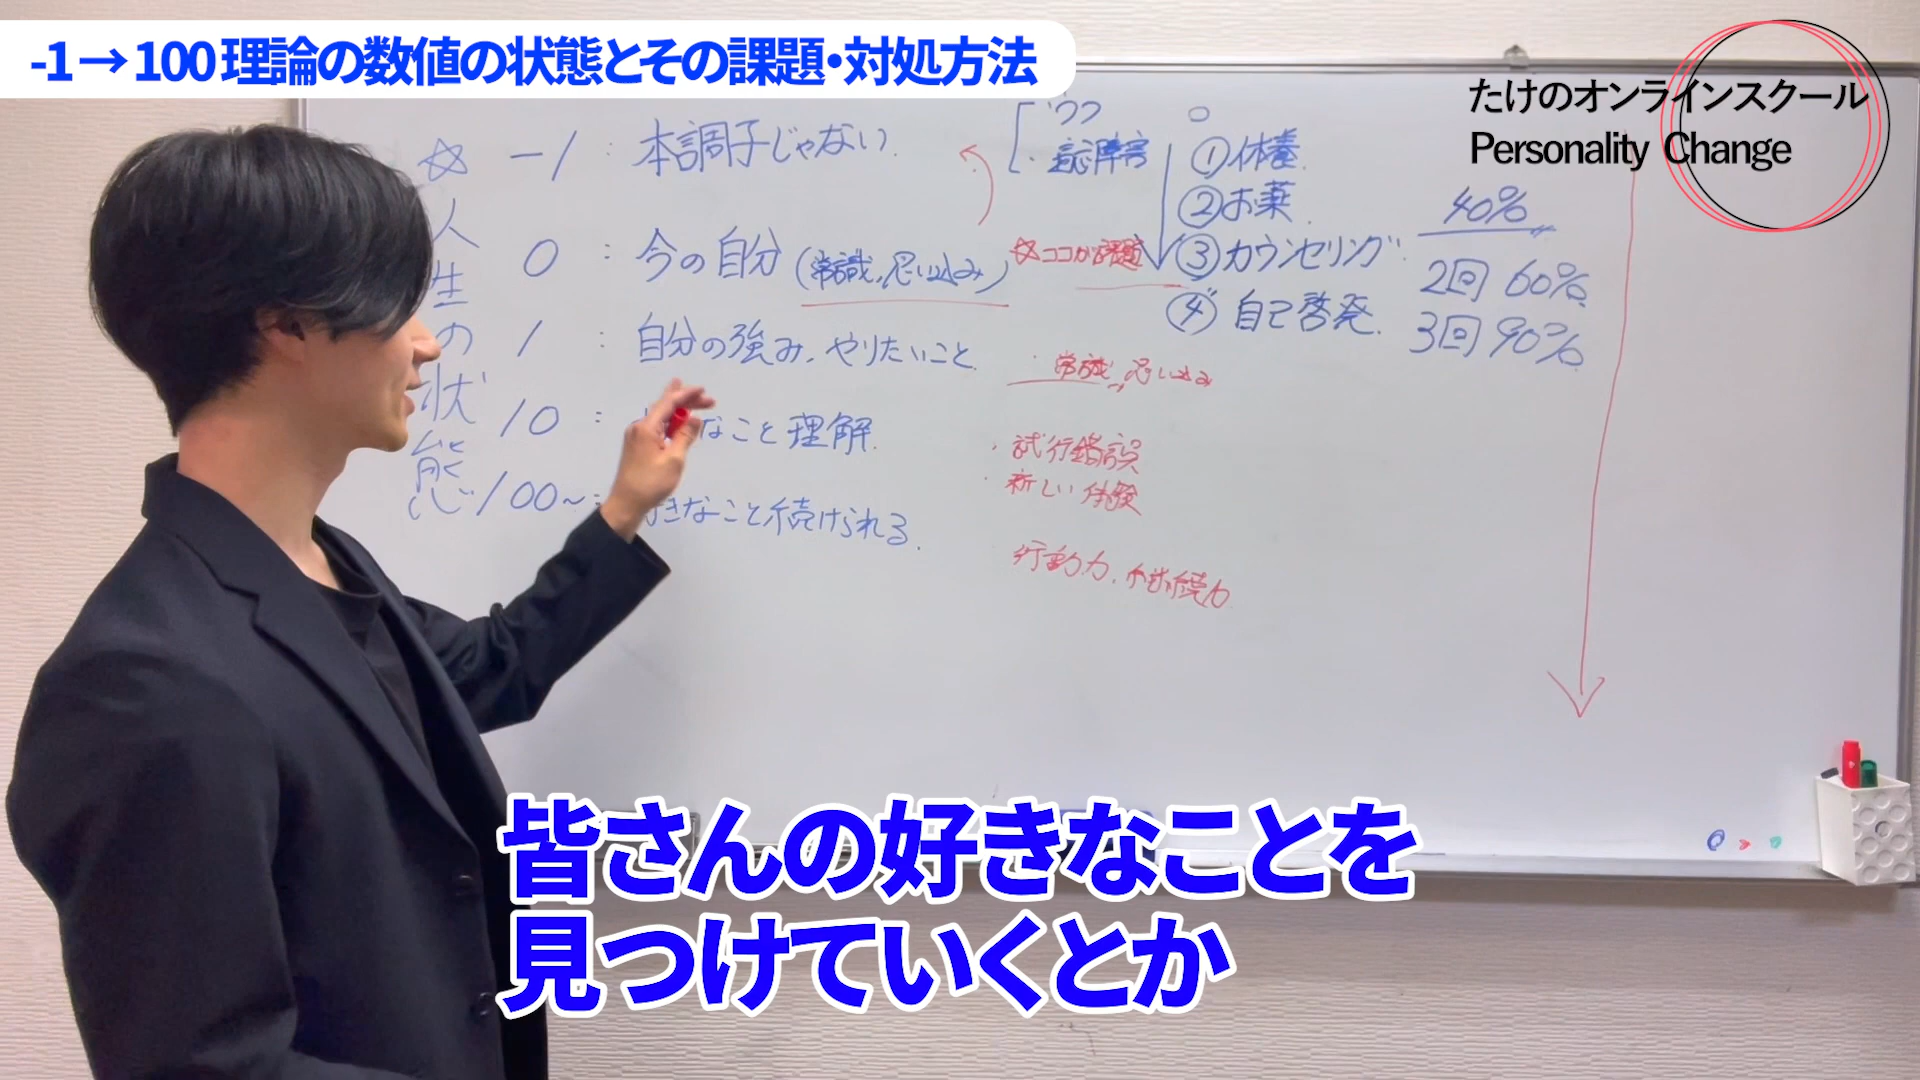 -1→100理論の数値の状態とその課題・対処方法
たけのオンラインスクール
Personality Change
☆ -1 : 本調子じゃない
人生の状態
0 : 今の自分(常識、思い込み)
1 : 自分の強み、やりたいこと
10 : なこと理解
100~ : きなこと続けられる
障害
①休養
②お薬
③カウンセリング
④自己啓発
40%
2回 60%
3回 90%
☆ココから課題
常識、思い込み
・試行錯誤
・新しい体験
行動力、継続力
皆さんの好きなことを
見つけていくとか